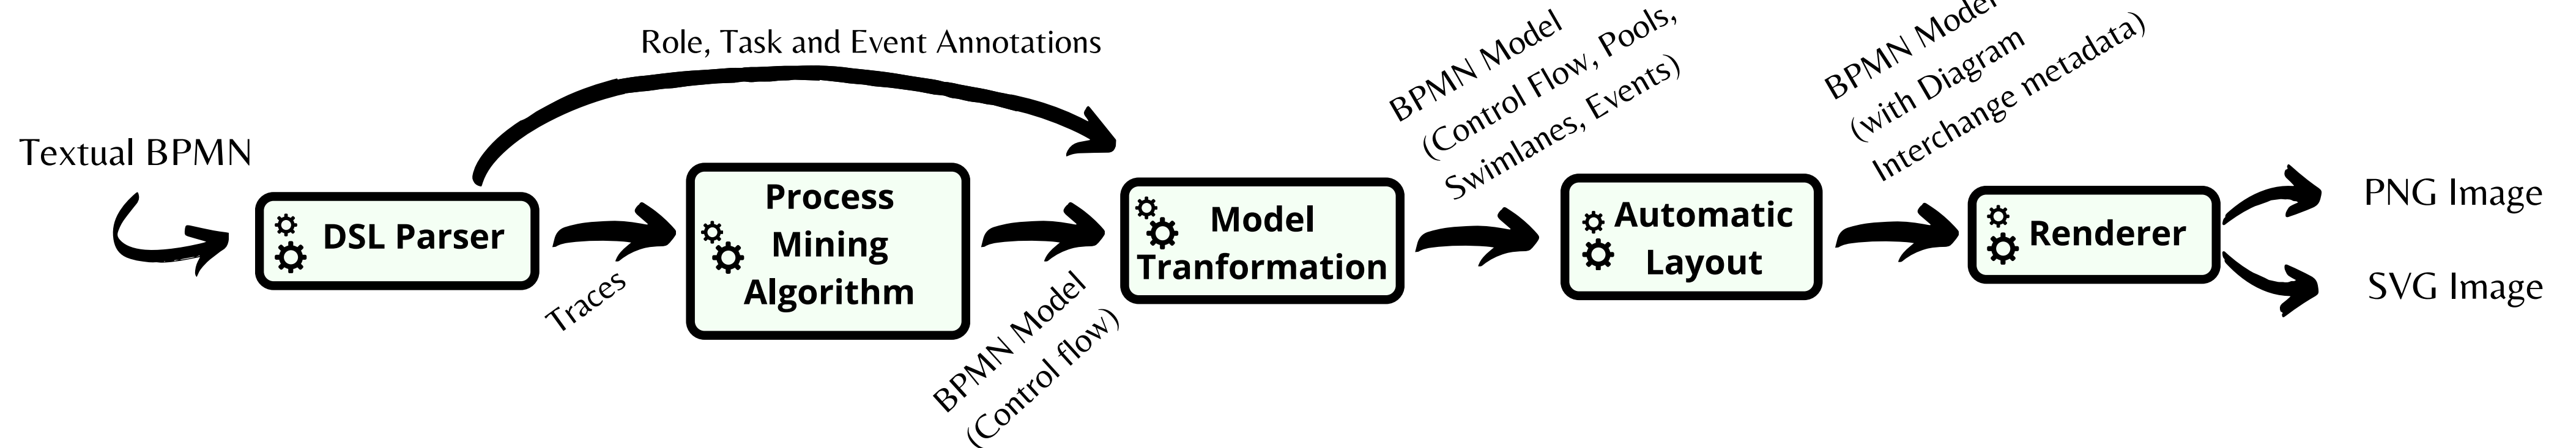 Role, Task and Event Annotations
Textual BPMN
DSL Parser
Traces
Process
Mining
Algorithm
BPMN Model
(Control flow)
Model
Tranformation
BPMN Model
(Control Flow, Pools,
Swimlanes, Events)
Automatic
Layout
BPMN Model
(with Diagram
Interchange metadata)
Renderer
PNG Image
SVG Image